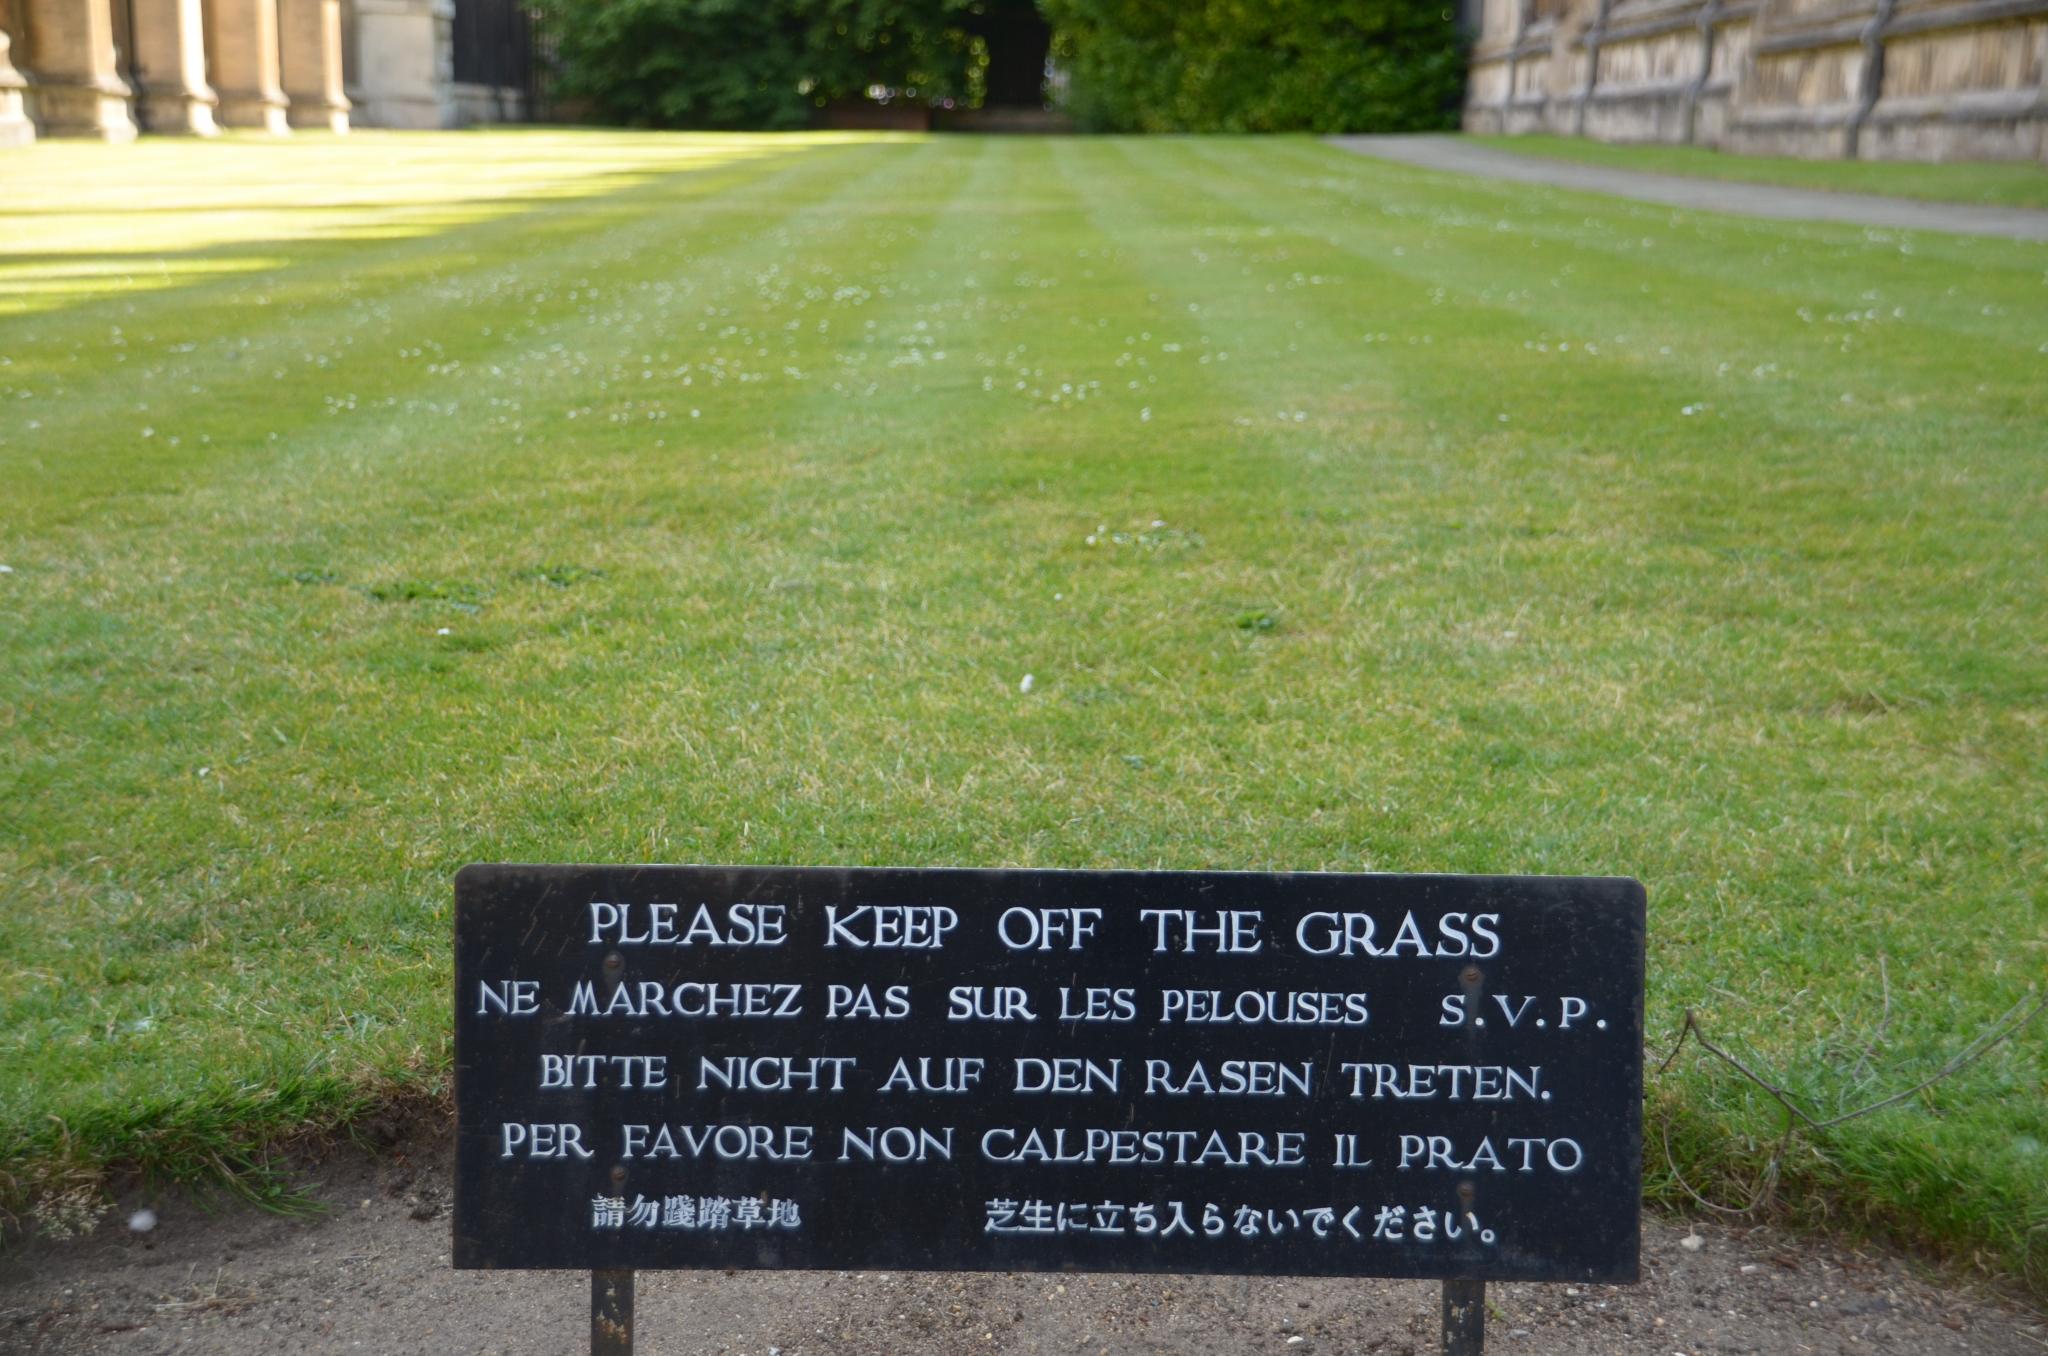 PLEASE KEEP OFF THE GRASS
NE MARCHEZ PAS SUR LES PELOUSES S.V.P.
BITTE NICHT AUF DEN RASEN TRETEN.
PER FAVORE NON CALPESTARE IL PRATO
請勿踐踏草地 芝生に立ち入らないでください。